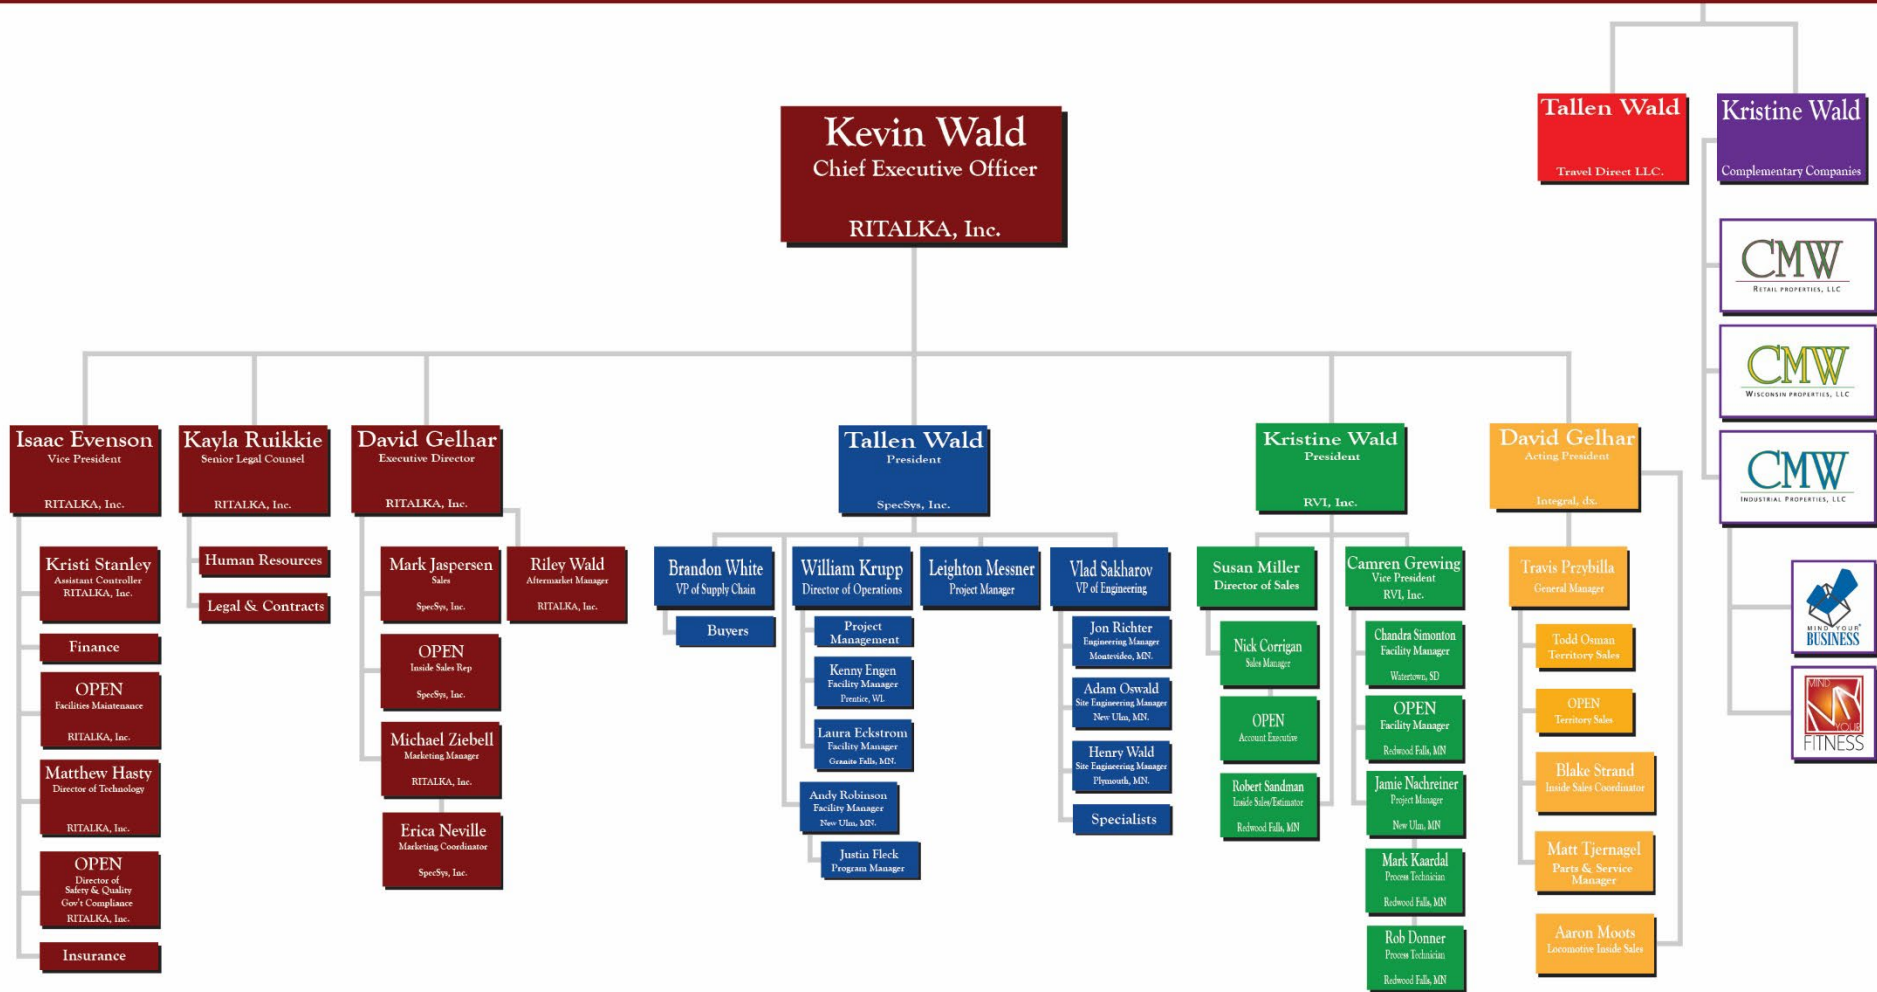 Tallen Wald
Travel Direct LLC.
Kristine Wald
Complementary Companies
Kevin Wald
Chief Executive Officer
RITALKA, Inc.
CMW
RETAIL PROPERTIES, LLC
CMW
WISCONSIN PROPERTIES, LLC
CMW
INDUSTRIAL PROPERTIES, LLC
MIND YOUR
BUSINESS
MIND
YOUR
FITNESS
Isaac Evenson
Vice President
RITALKA, Inc.
Kristi Stanley
Assistant Controller
RITALKA, Inc.
Finance
OPEN
Facilities Maintenance
RITALKA, Inc.
Matthew Hasty
Director of Technology
RITALKA, Inc.
OPEN
Director of
Safety & Quality
Gov't Compliance
RITALKA, Inc.
Insurance
Kayla Ruikkie
Senior Legal Counsel
RITALKA, Inc.
Human Resources
Legal & Contracts
David Gelhar
Executive Director
RITALKA, Inc.
Mark Jaspersen
Sales
SpecSys, Inc.
OPEN
Inside Sales Rep
SpecSys, Inc.
Michael Ziebell
Marketing Manager
RITALKA, Inc.
Erica Neville
Marketing Coordinator
SpecSys, Inc.
Riley Wald
Aftermarket Manager
RITALKA, Inc.
Tallen Wald
President
SpecSys, Inc.
Brandon White
VP of Supply Chain
Buyers
William Krupp
Director of Operations
Project
Management
Kenny Engen
Facility Manager
Prentice, WI.
Laura Eckstrom
Facility Manager
Granite Falls, MN.
Andy Robinson
Facility Manager
New Ulm, MN.
Justin Fleck
Program Manager
Leighton Messner
Project Manager
Vlad Sakharov
VP of Engineering
Jon Richter
Engineering Manager
Montevideo, MN.
Adam Oswald
Site Engineering Manager
New Ulm, MN.
Henry Wald
Site Engineering Manager
Plymouth, MN.
Specialists
Kristine Wald
President
RVI, Inc.
Susan Miller
Director of Sales
Nick Corrigan
Sales Manager
OPEN
Account Executive
Robert Sandman
Inside Sales/Estimator
Redwood Falls, MN
Camren Grewing
Vice President
RVI, Inc.
Chandra Simonton
Facility Manager
Watertown, SD
OPEN
Facility Manager
Redwood Falls, MN
Jamie Nachreiner
Project Manager
New Ulm, MN
Mark Kaardal
Process Technician
Redwood Falls, MN
Rob Donner
Process Technician
Redwood Falls, MN
David Gelhar
Acting President
Integral, dx.
Travis Przybilla
General Manager
Todd Osman
Territory Sales
OPEN
Territory Sales
Blake Strand
Inside Sales Coordinator
Matt Tjernagel
Parts & Service
Manager
Aaron Moots
Locomotive Inside Sales